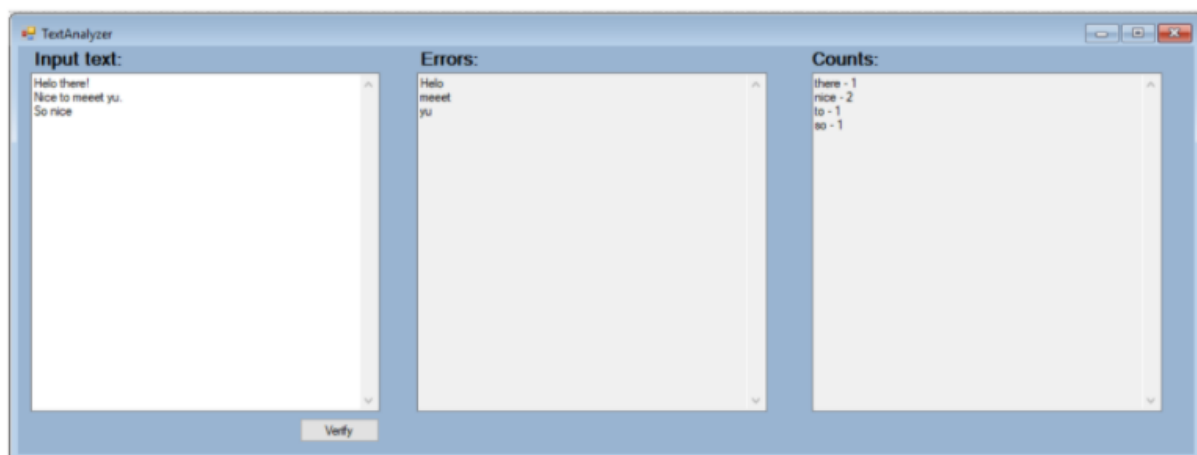 TextAnalyzer
Input text:
Helo there!
Nice to meeet yu.
So nice
Verify
Errors:
Helo
meeet
yu
Counts:
there - 1
nice - 2
to - 1
so - 1